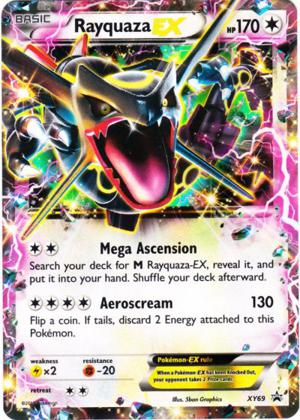 BASIC
Rayquaza EX HP170
Mega Ascension
Search your deck for M Rayquaza-EX, reveal it, and
put it into your hand. Shuffle your deck afterward.
Aeroscream 130
Flip a coin. If tails, discard 2 Energy attached to this
Pokémon.
weakness resistance
×2 -20
retreat
Pokémon-EX rule
When a Pokémon-EX has been Knocked Out,
your opponent takes 2 Prize cards.
Illus. 5ban Graphics
XY69